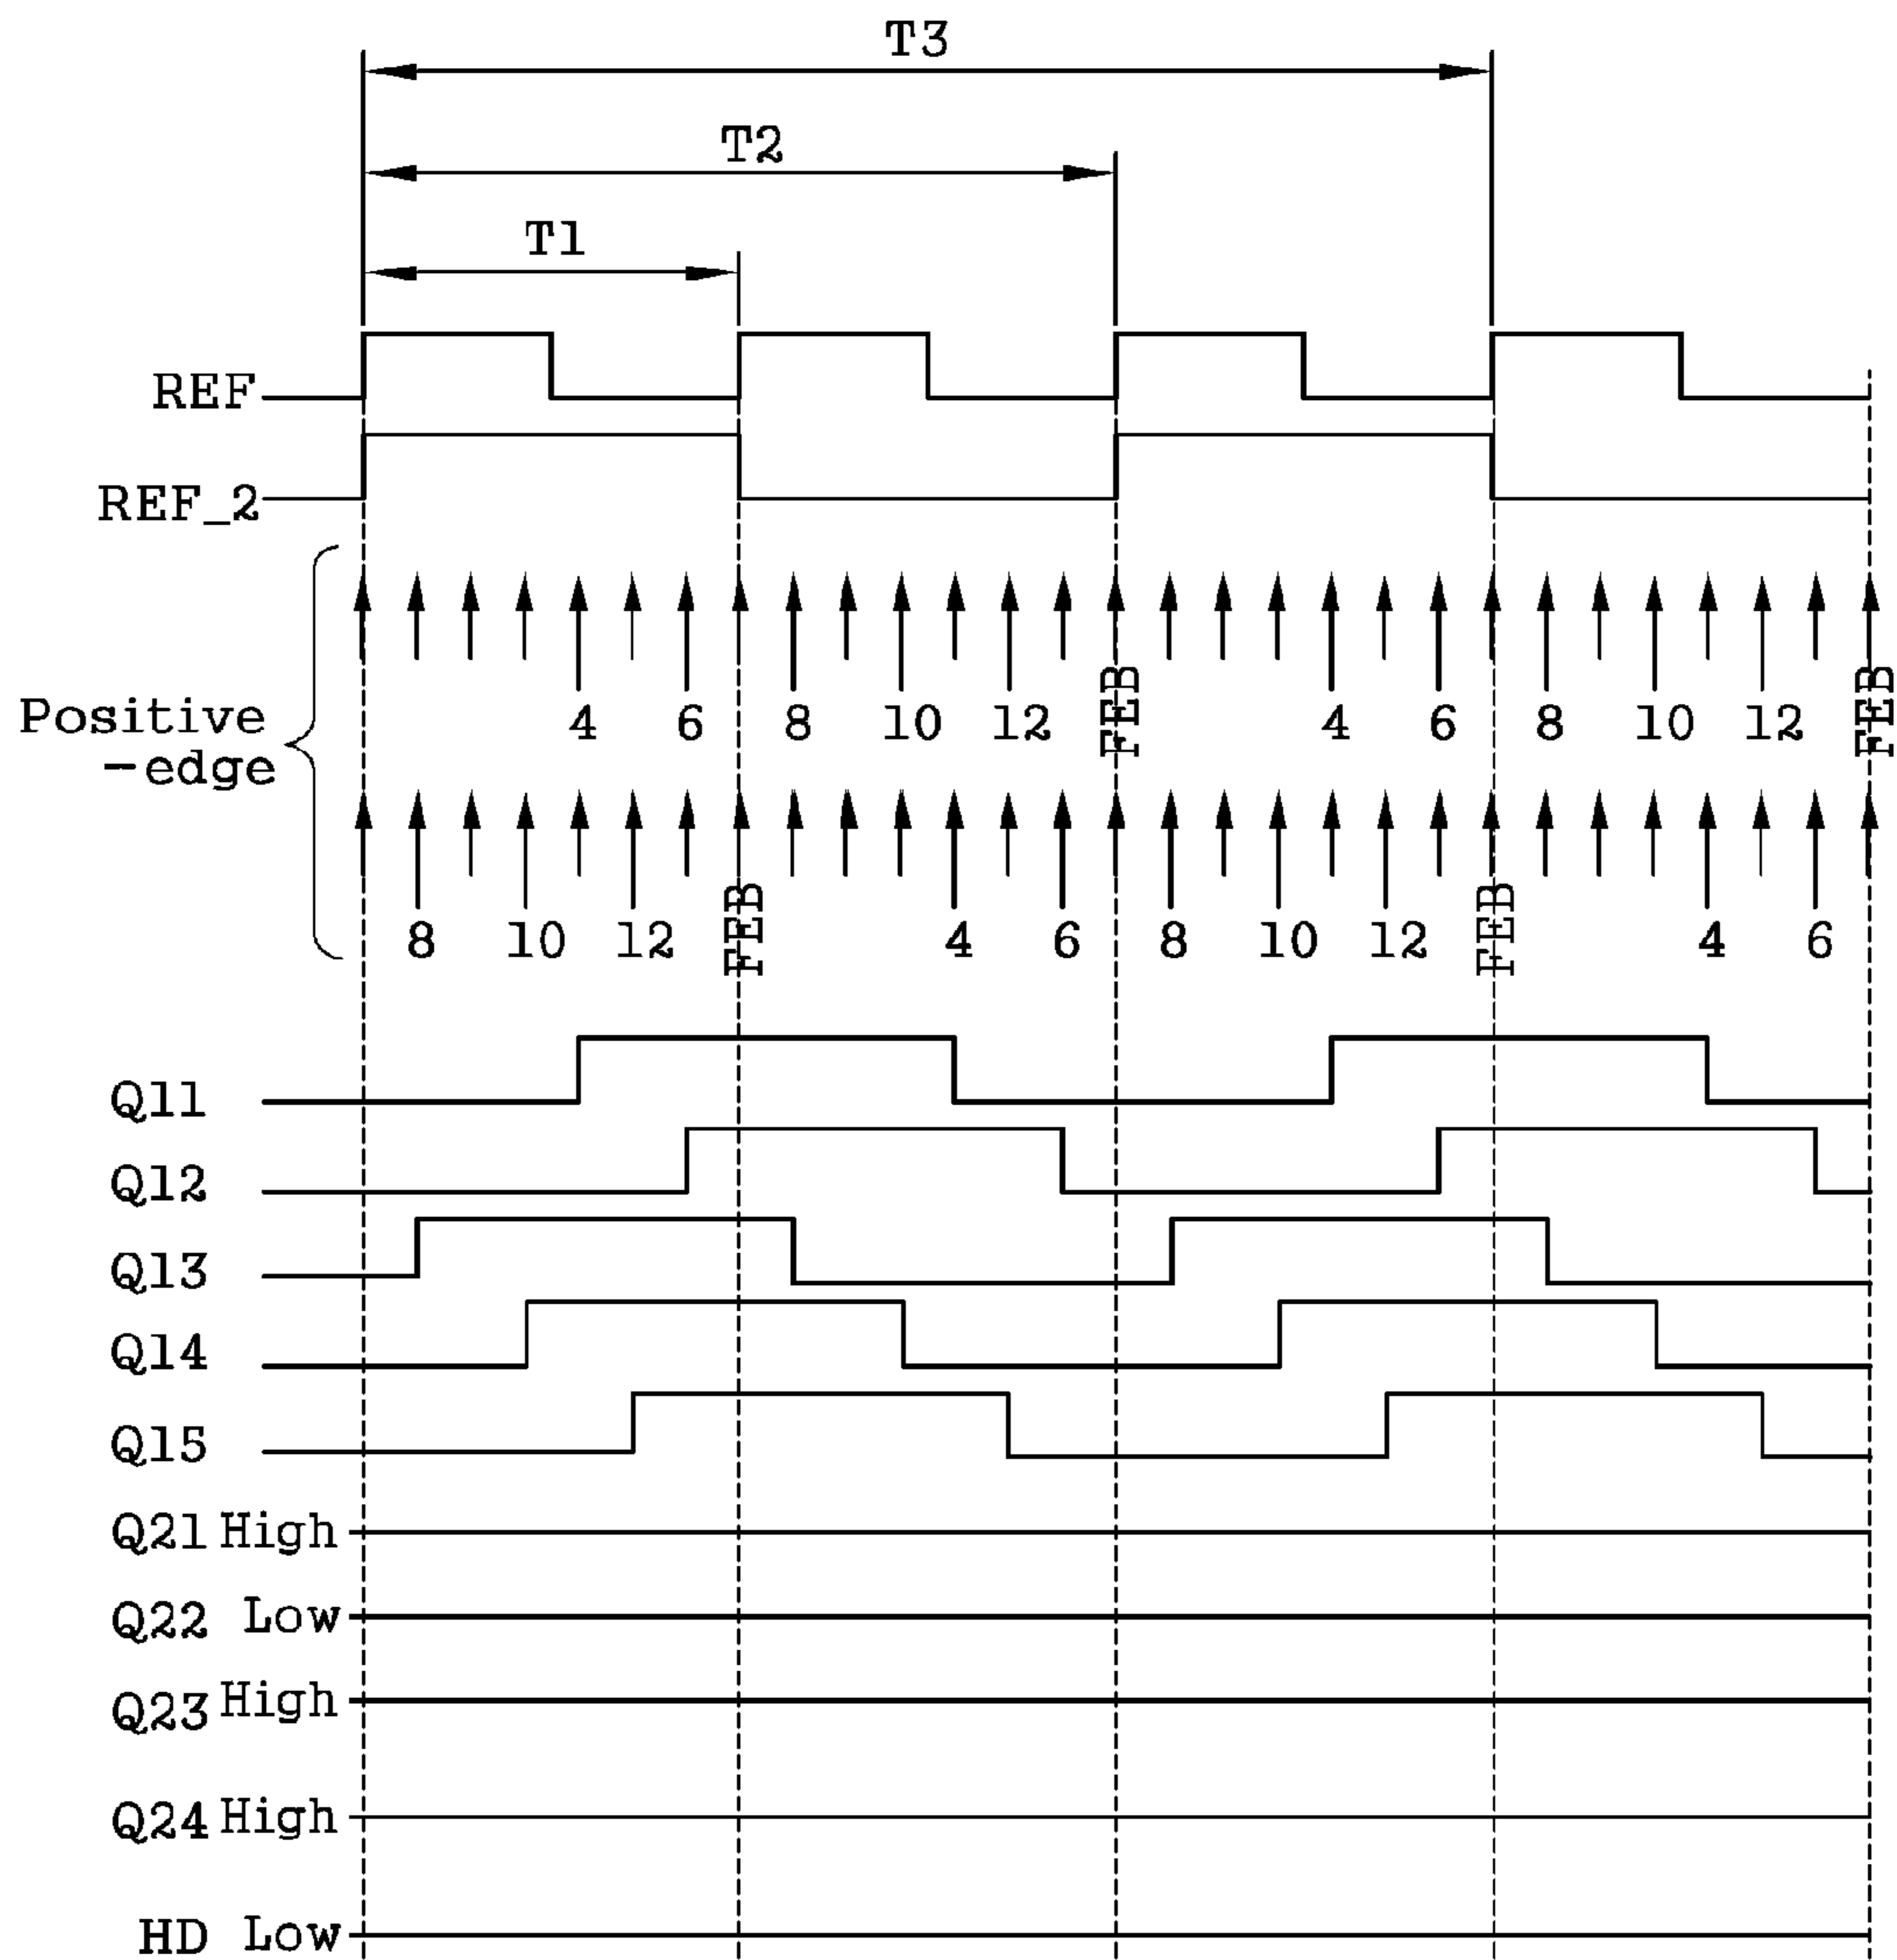 T3
T2
T1
REF
REF_2
Positive
-edge
4 6 8 10 12 FEB 4 6 8 10 12 FEB
8 10 12 FEB 4 6 8 10 12 FEB 4 6
Q11
Q12
Q13
Q14
Q15
Q21 High
Q22 Low
Q23 High
Q24 High
HD Low